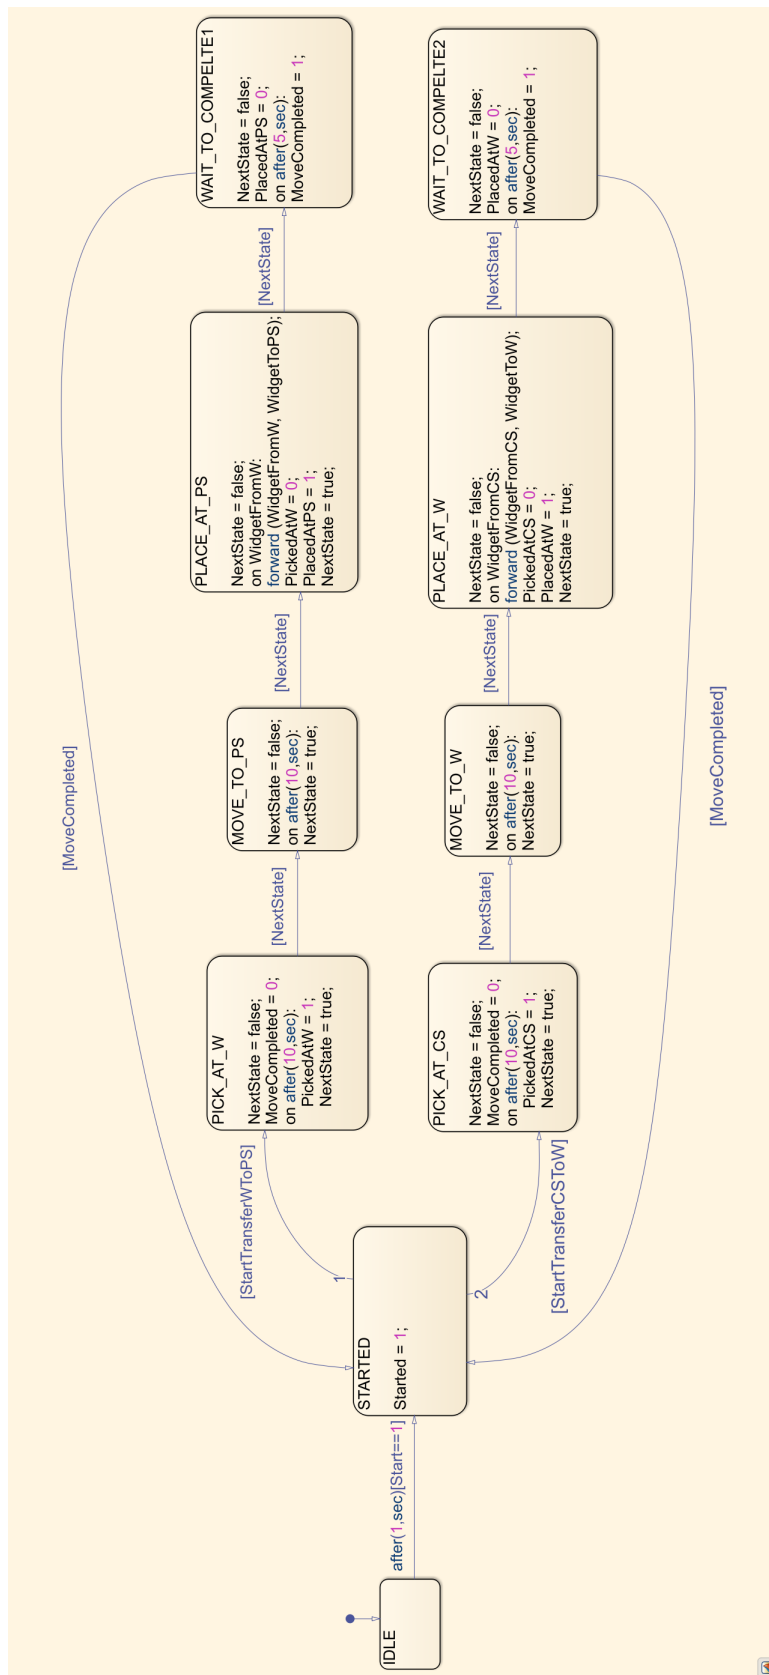 IDLE
after(1,sec)[Start==1]
STARTED
Started = 1;
1
[StartTransferWToPS]
PICK_AT_W
NextState = false;
MoveCompleted = 0;
on after(10,sec):
PickedAtW = 1;
NextState = true;
[NextState]
MOVE_TO_PS
NextState = false;
on after(10,sec):
NextState = true;
[NextState]
PLACE_AT_PS
NextState = false;
on WidgetFromW:
forward (WidgetFromW, WidgetToPS);
PickedAtW = 0;
PlacedAtPS = 1;
NextState = true;
[NextState]
WAIT_TO_COMPELTE1
NextState = false;
PlacedAtPS = 0;
on after(5,sec):
MoveCompleted = 1;
[MoveCompleted]
2
[StartTransferCSToW]
PICK_AT_CS
NextState = false;
MoveCompleted = 0;
on after(10,sec):
PickedAtCS = 1;
NextState = true;
[NextState]
MOVE_TO_W
NextState = false;
on after(10,sec):
NextState = true;
[NextState]
PLACE_AT_W
NextState = false;
on WidgetFromCS:
forward (WidgetFromCS, WidgetToW);
PickedAtCS = 0;
PlacedAtW = 1;
NextState = true;
[NextState]
WAIT_TO_COMPELTE2
NextState = false;
PlacedAtW = 0;
on after(5,sec):
MoveCompleted = 1;
[MoveCompleted]